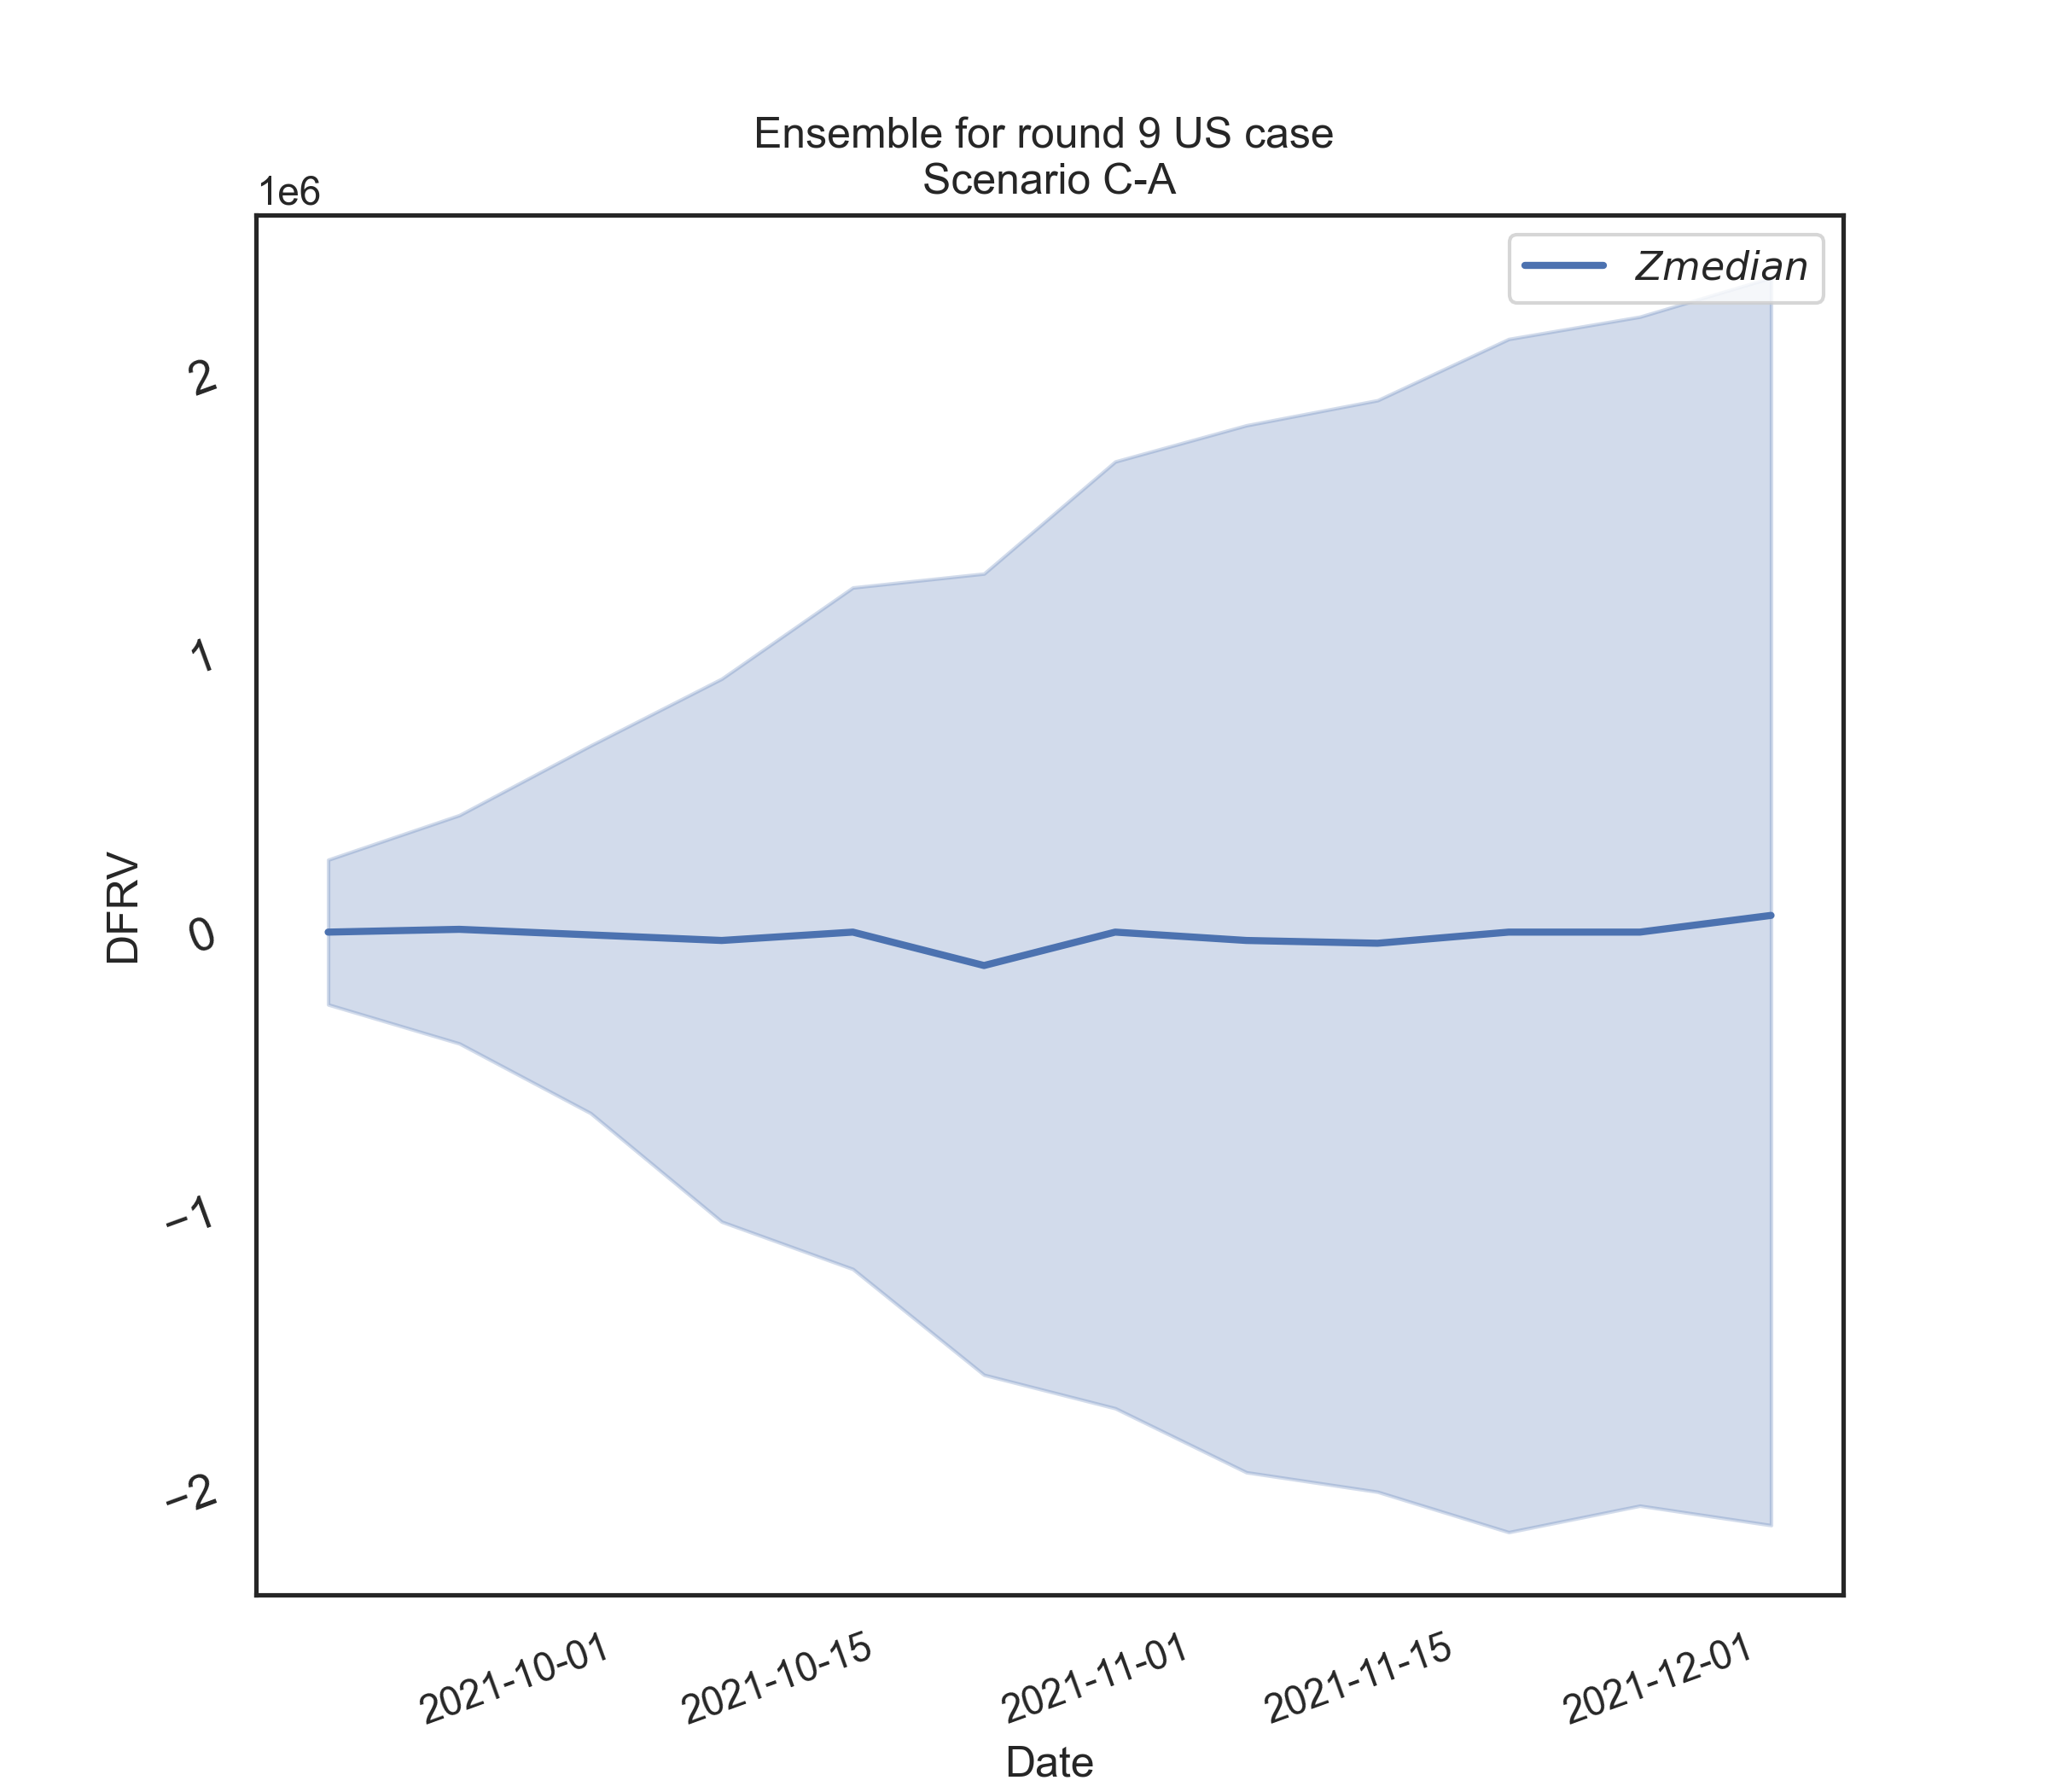 Ensemble for round 9 US case
Scenario C-A
1e6
Zmedian
2
1
0
−1
−2
DFRV
2021-10-01
2021-10-15
2021-11-01
2021-11-15
2021-12-01
Date